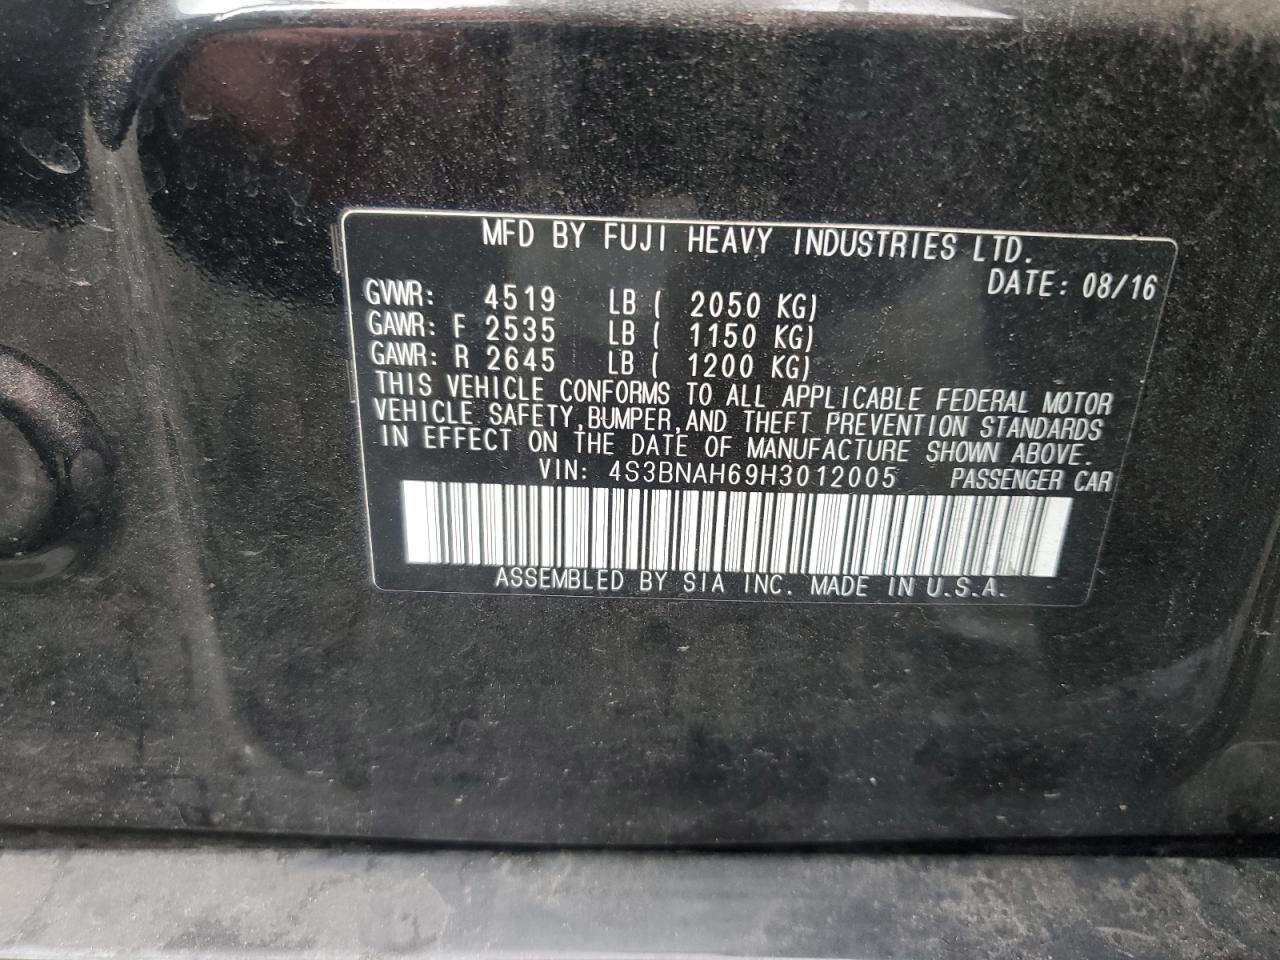 MFD BY FUJI HEAVY INDUSTRIES LTD.
DATE: 08/16
GVWR: 4519 LB ( 2050 KG)
GAWR: F 2535 LB ( 1150 KG)
GAWR: R 2645 LB ( 1200 KG)
THIS VEHICLE CONFORMS TO ALL APPLICABLE FEDERAL MOTOR
VEHICLE SAFETY,BUMPER,AND THEFT PREVENTION STANDARDS
IN EFFECT ON THE DATE OF MANUFACTURE SHOWN ABOVE.
VIN: 4S3BNAH69H3012005 PASSENGER CAR
ASSEMBLED BY SIA INC. MADE IN U.S.A.